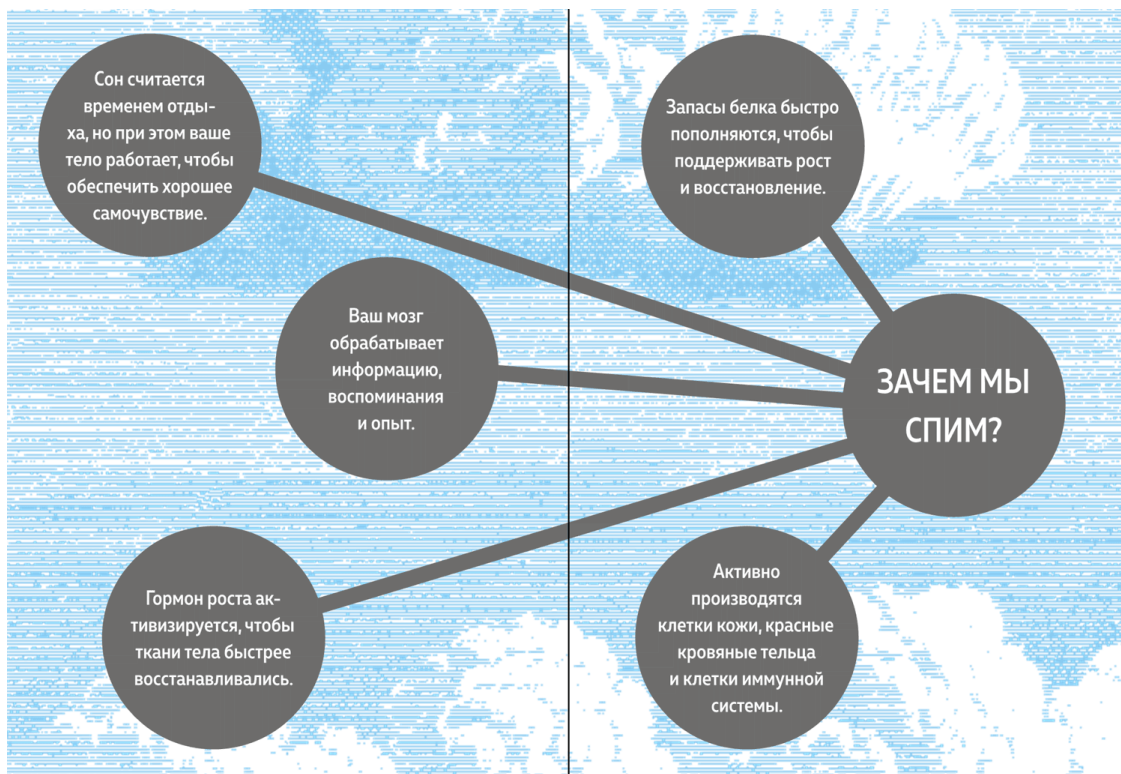 Сон считается
временем отды-
ха, но при этом ваше
тело работает, чтобы
обеспечить хорошее
самочувствие.
Запасы белка быстро
пополняются, чтобы
поддерживать рост
и восстановление.
Ваш мозг
обрабатывает
информацию,
воспоминания
и опыт.
ЗАЧЕМ МЫ
СПИМ?
Гормон роста ак-
тивизируется, чтобы
ткани тела быстрее
восстанавливались.
Активно
производятся
клетки кожи, красные
кровяные тельца
и клетки иммунной
системы.